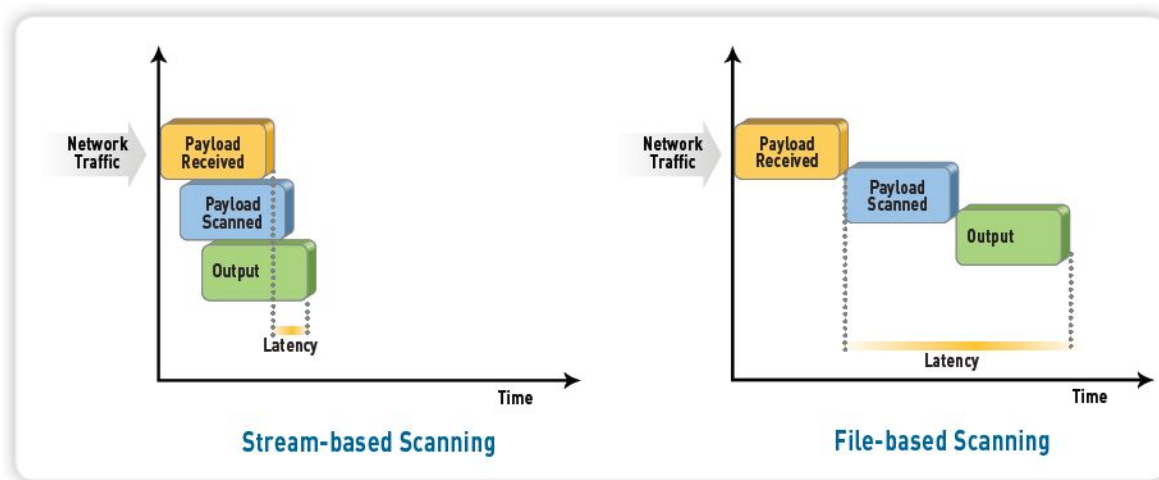 Network
Traffic
Payload
Received
Payload
Scanned
Output
Latency
Time
Stream-based Scanning
Network
Traffic
Payload
Received
Payload
Scanned
Output
Latency
Time
File-based Scanning